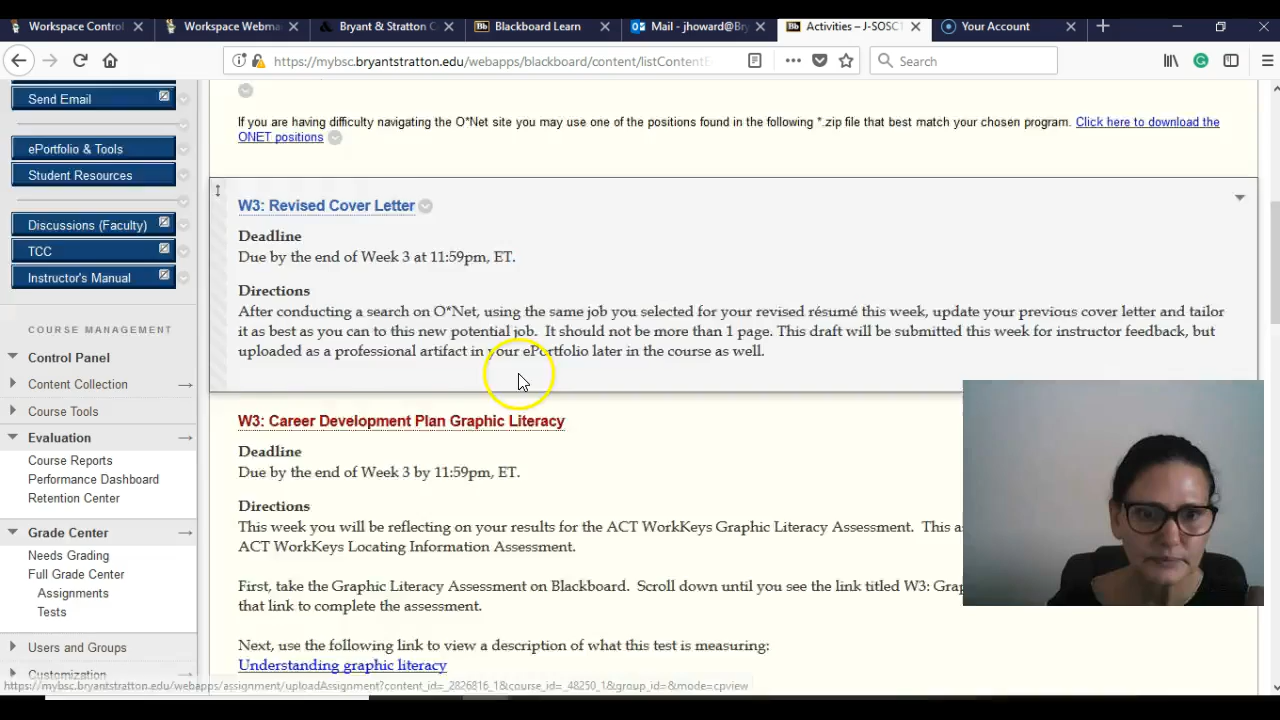 Workspace Control
Workspace Webma
Bryant & Stratton C
Blackboard Learn
Mail - jhoward@Bry
Activities – J-SOSC
Your Account
https://mybsc.bryantstratton.edu/webapps/blackboard/content/listContentE
Search
Send Email
ePortfolio & Tools
Student Resources
Discussions (Faculty)
TCC
Instructor's Manual
COURSE MANAGEMENT
Control Panel
Content Collection
Course Tools
Evaluation
Course Reports
Performance Dashboard
Retention Center
Grade Center
Needs Grading
Full Grade Center
Assignments
Tests
Users and Groups
Customization
If you are having difficulty navigating the O*Net site you may use one of the positions found in the following *.zip file that best match your chosen program. Click here to download the
ONET positions
W3: Revised Cover Letter
Deadline
Due by the end of Week 3 at 11:59pm, ET.
Directions
After conducting a search on O*Net, using the same job you selected for your revised résumé this week, update your previous cover letter and tailor
it as best as you can to this new potential job. It should not be more than 1 page. This draft will be submitted this week for instructor feedback, but
uploaded as a professional artifact in your ePortfolio later in the course as well.
W3: Career Development Plan Graphic Literacy
Deadline
Due by the end of Week 3 by 11:59pm, ET.
Directions
This week you will be reflecting on your results for the ACT WorkKeys Graphic Literacy Assessment. This as
ACT WorkKeys Locating Information Assessment.
First, take the Graphic Literacy Assessment on Blackboard. Scroll down until you see the link titled W3: Grap
that link to complete the assessment.
Next, use the following link to view a description of what this test is measuring:
Understanding graphic literacy
https://mybsc.bryantstratton.edu/webapps/assignment/uploadAssignment?content_id=_2826816_1&course_id=_48250_1&group_id=&mode=cpview